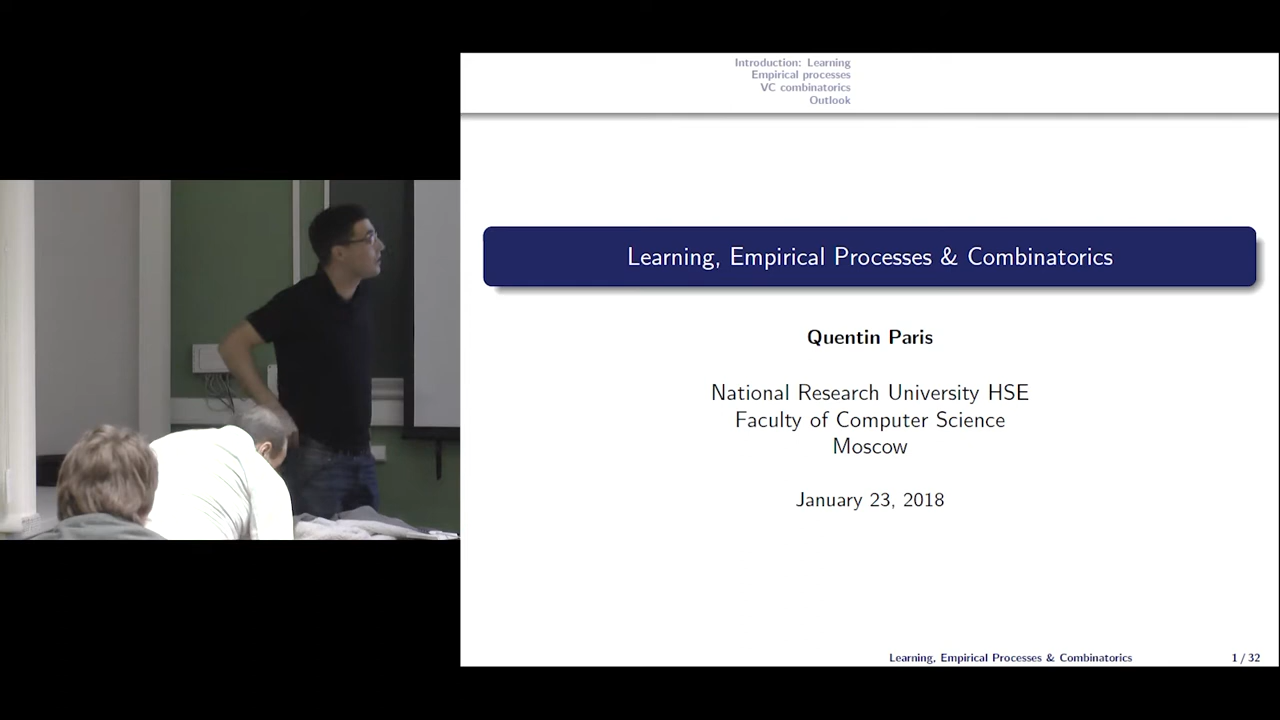 Introduction: Learning
Empirical processes
VC combinatorics
Outlook
Learning, Empirical Processes & Combinatorics
Quentin Paris
National Research University HSE
Faculty of Computer Science
Moscow
January 23, 2018
Learning, Empirical Processes & Combinatorics
1 / 32